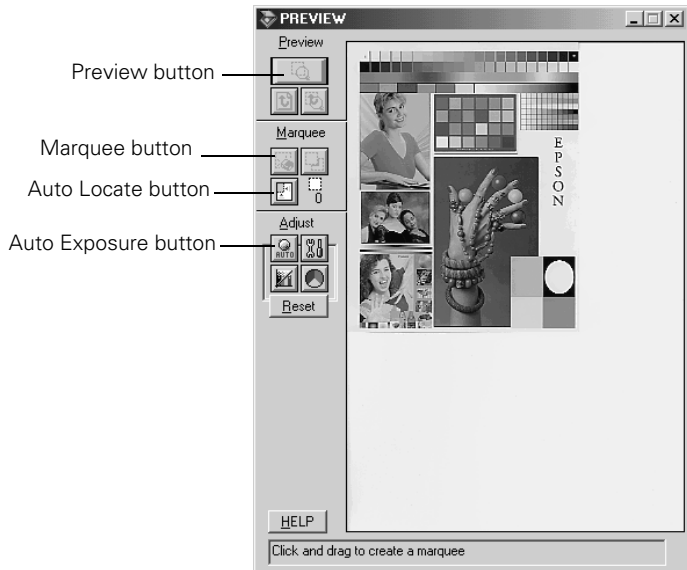 PREVIEW
Preview
Preview button
Marquee
Marquee button
Auto Locate button
0
Adjust
Auto Exposure button
AUTO
Reset
EPSON
HELP
Click and drag to create a marquee